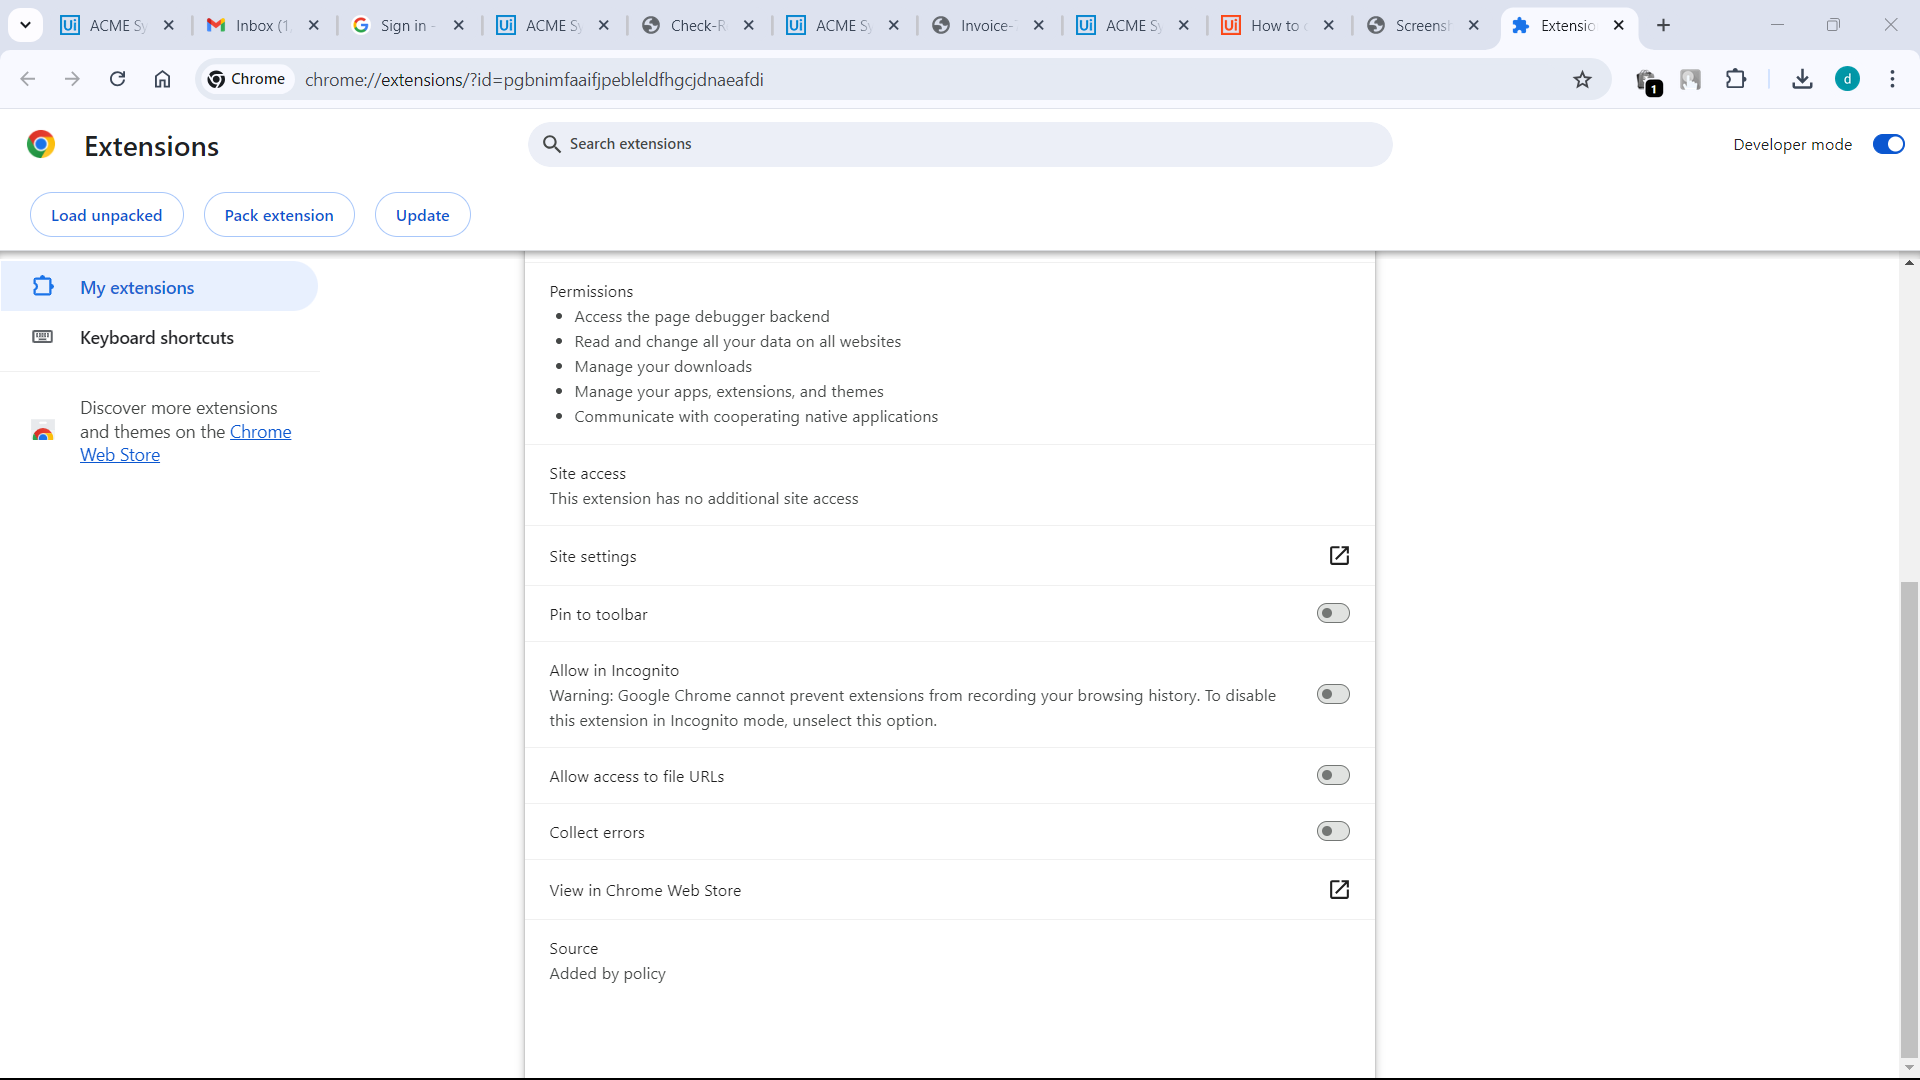 ACME Sy
Inbox (1
Sign in -
ACME Sy
Check-R
ACME Sy
Invoice-
ACME Sy
How to
Screensh
Extensio
Chrome
chrome://extensions/?id=pgbnimfaaifjpebleldfhgcjdnaeafdi
1
d
Extensions
Search extensions
Developer mode
Load unpacked
Pack extension
Update
My extensions
Keyboard shortcuts
Discover more extensions
and themes on the Chrome
Web Store
Permissions
• Access the page debugger backend
• Read and change all your data on all websites
• Manage your downloads
• Manage your apps, extensions, and themes
• Communicate with cooperating native applications
Site access
This extension has no additional site access
Site settings
Pin to toolbar
Allow in Incognito
Warning: Google Chrome cannot prevent extensions from recording your browsing history. To disable
this extension in Incognito mode, unselect this option.
Allow access to file URLs
Collect errors
View in Chrome Web Store
Source
Added by policy